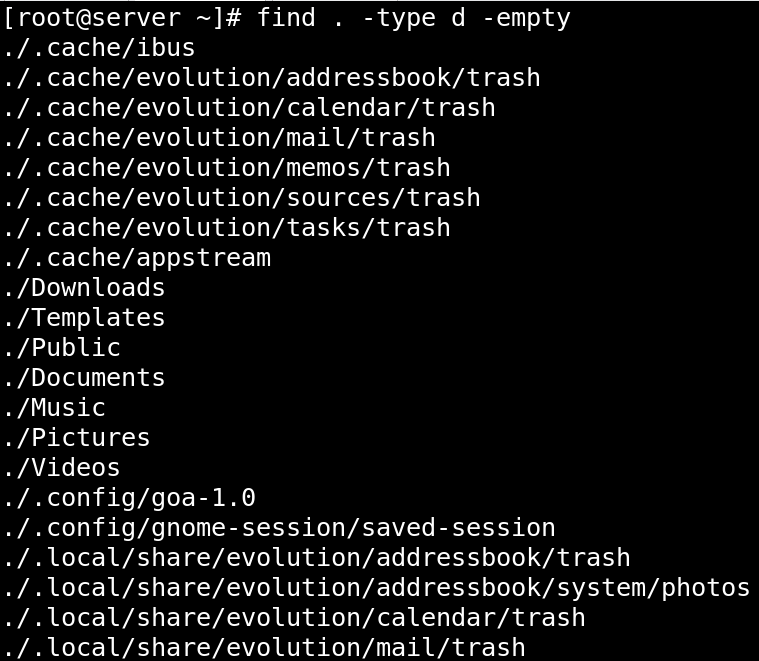 [root@server ~]# find . -type d -empty
./.cache/ibus
./.cache/evolution/addressbook/trash
./.cache/evolution/calendar/trash
./.cache/evolution/mail/trash
./.cache/evolution/memos/trash
./.cache/evolution/sources/trash
./.cache/evolution/tasks/trash
./.cache/appstream
./Downloads
./Templates
./Public
./Documents
./Music
./Pictures
./Videos
./.config/goa-1.0
./.config/gnome-session/saved-session
./.local/share/evolution/addressbook/trash
./.local/share/evolution/addressbook/system/photos
./.local/share/evolution/calendar/trash
./.local/share/evolution/mail/trash